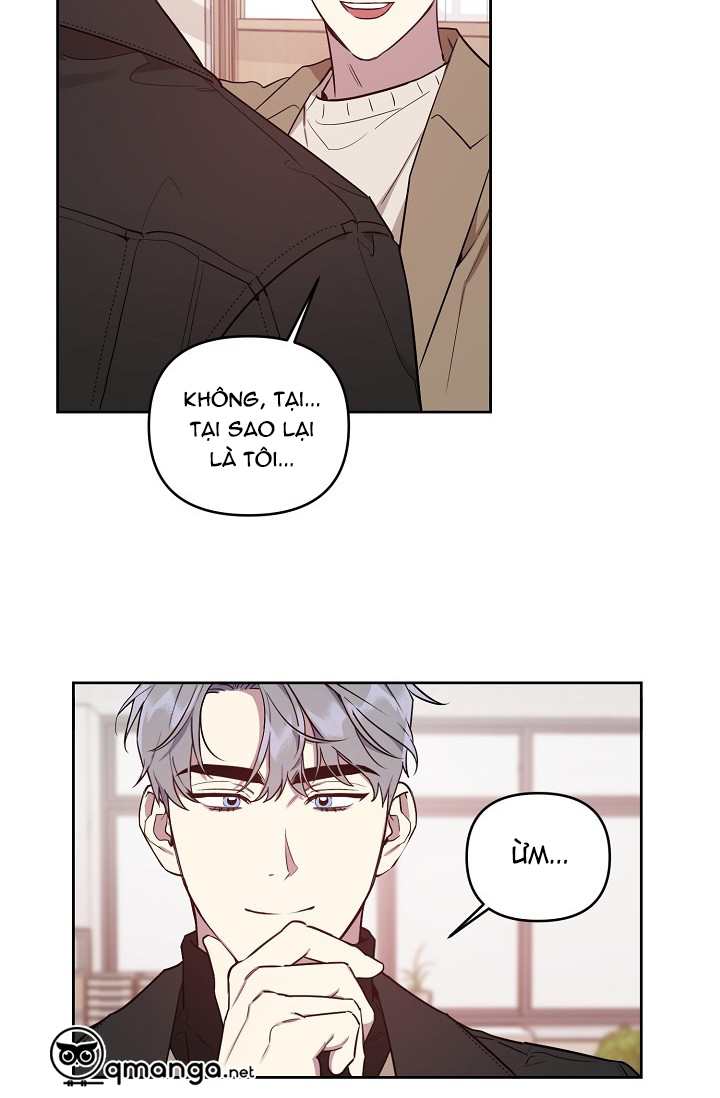 KHÔNG, TẠI...
TẠI SAO LẠI
LÀ TÔI...
ỪM...
qmanga.net